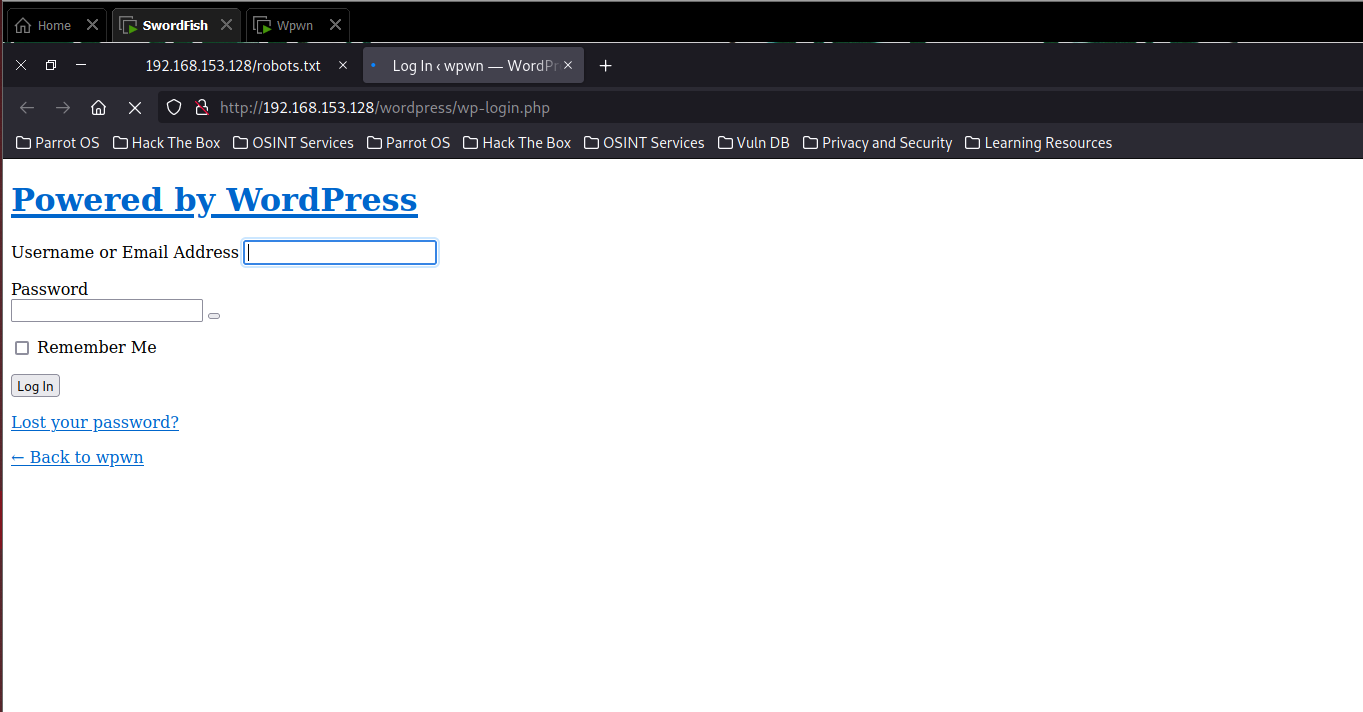 Home SwordFish Wpwn
192.168.153.128/robots.txt Log In ‹ wpwn — WordPr
http://192.168.153.128/wordpress/wp-login.php
Parrot OS Hack The Box OSINT Services Parrot OS Hack The Box OSINT Services Vuln DB Privacy and Security Learning Resources
Powered by WordPress
Username or Email Address
Password
Remember Me
Log In
Lost your password?
← Back to wpwn